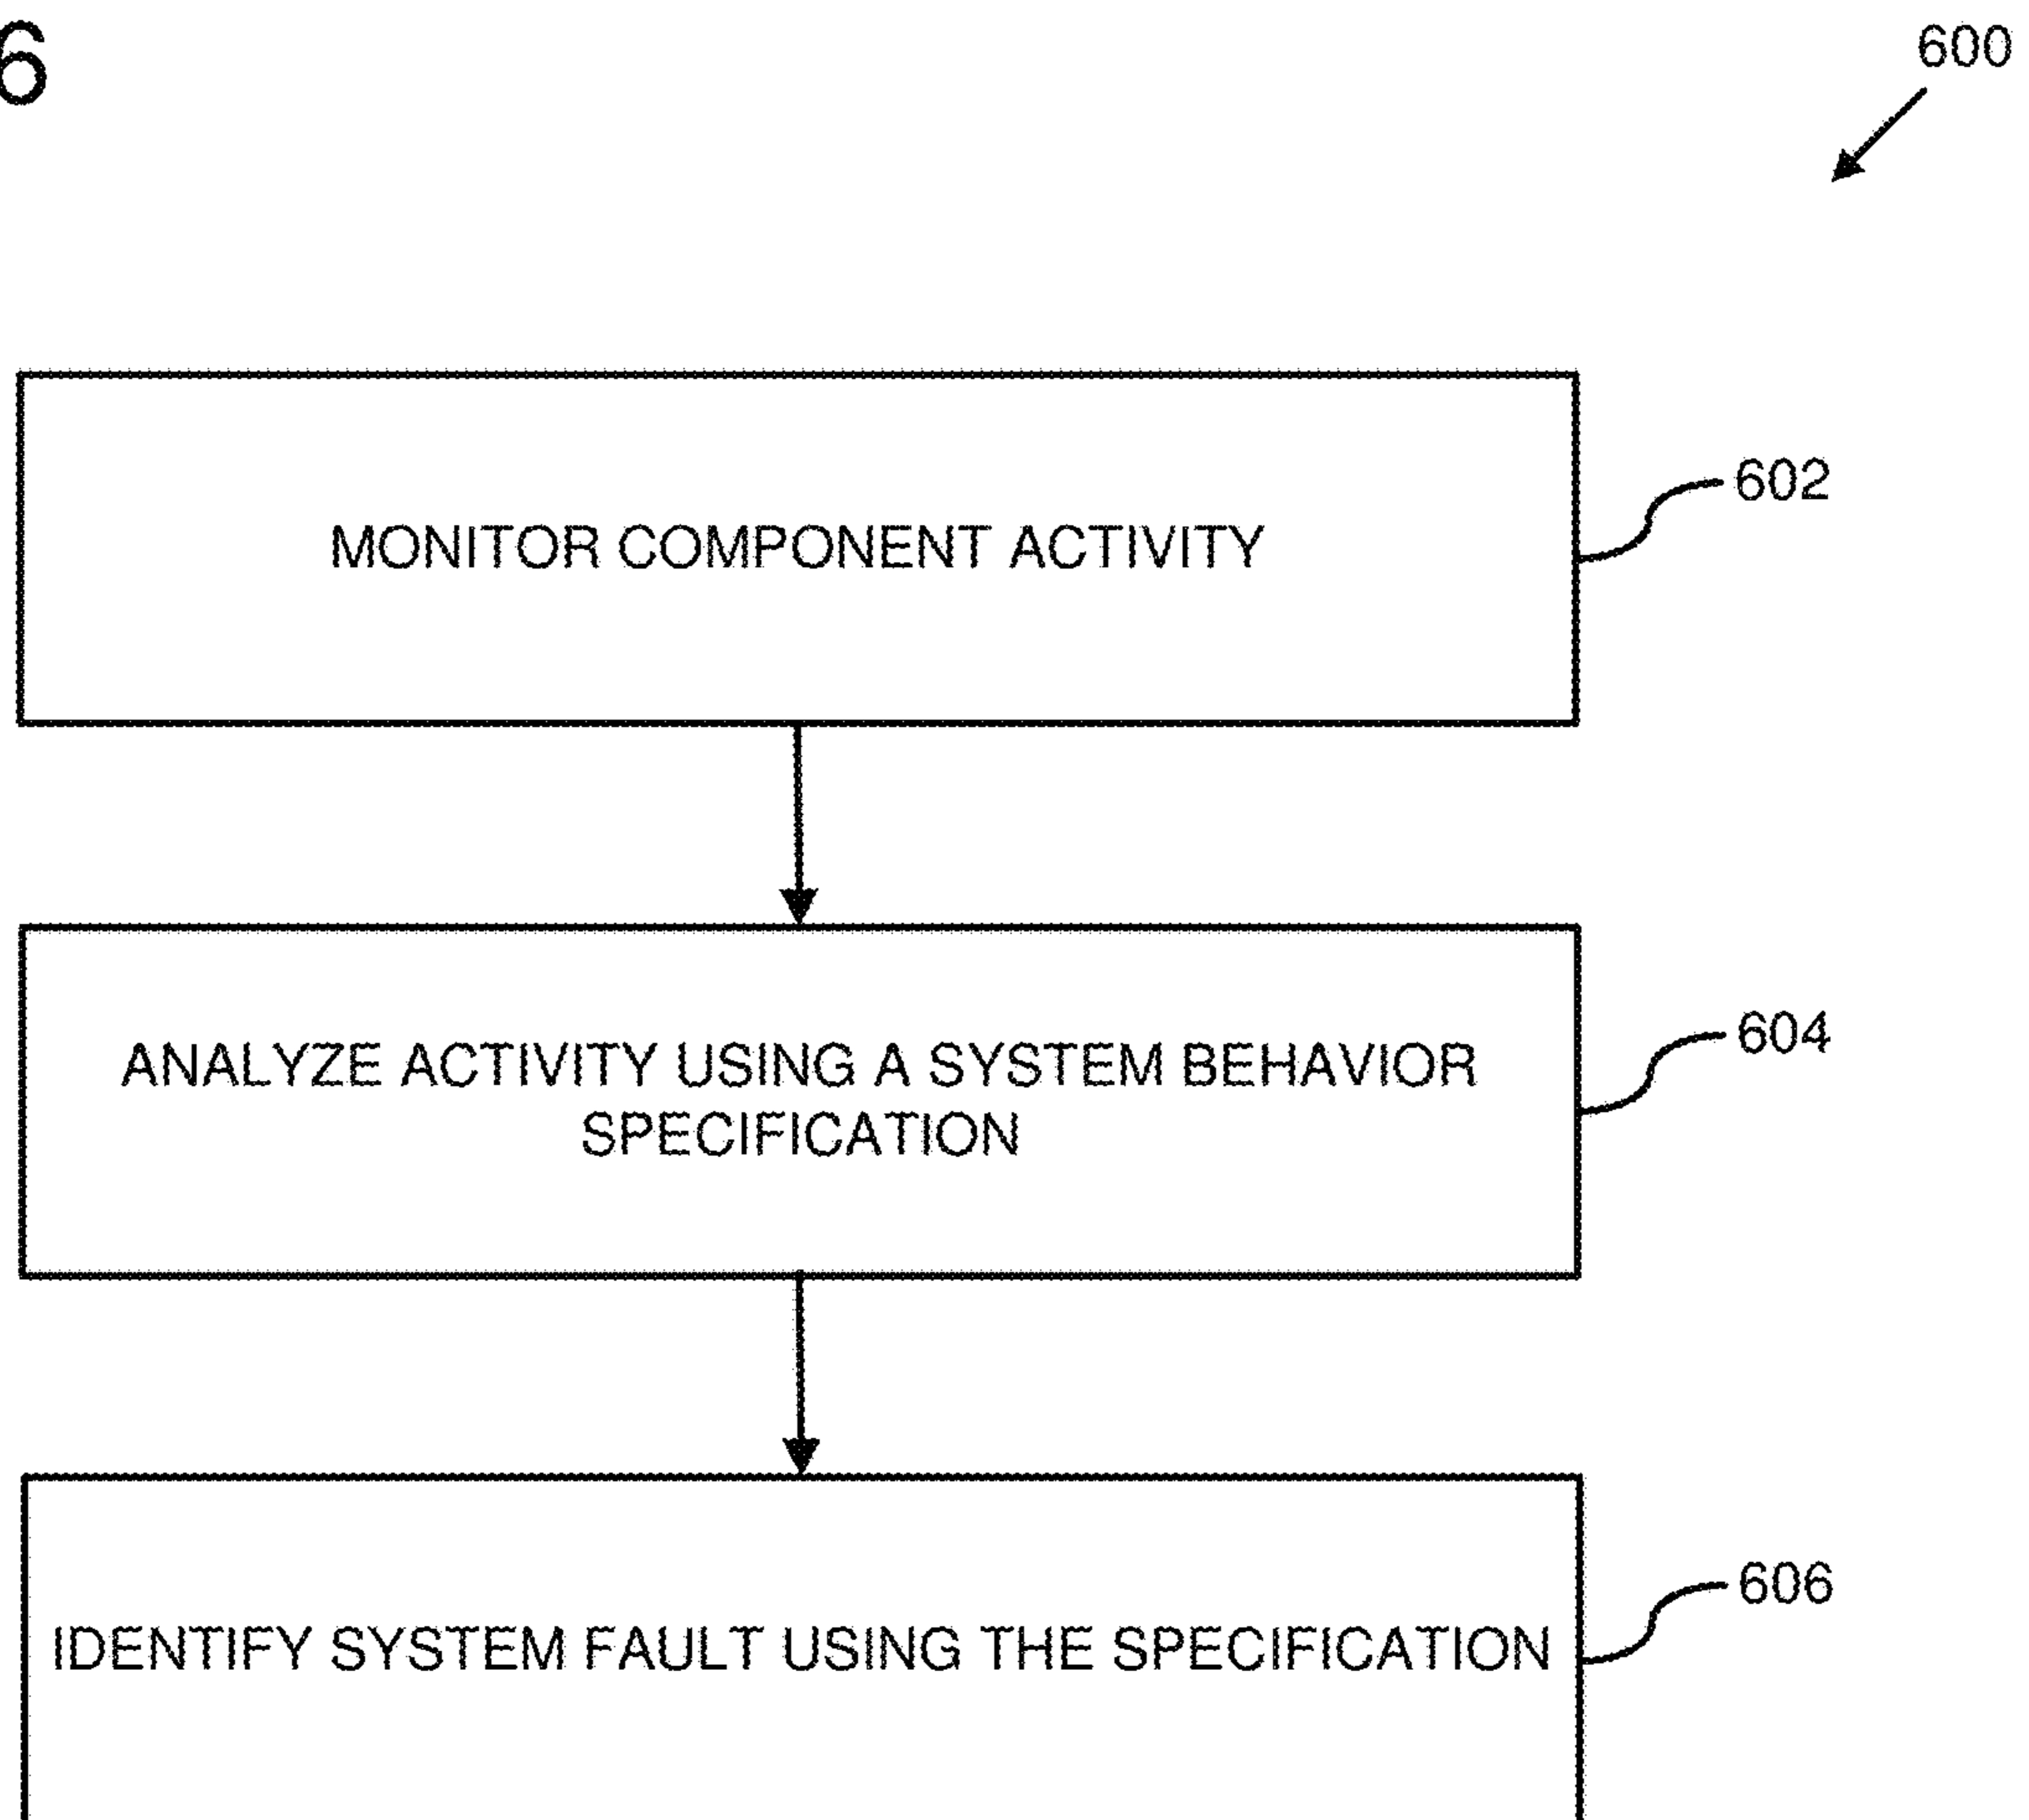 6
600
MONITOR COMPONENT ACTIVITY
602
ANALYZE ACTIVITY USING A SYSTEM BEHAVIOR
SPECIFICATION
604
IDENTIFY SYSTEM FAULT USING THE SPECIFICATION
606